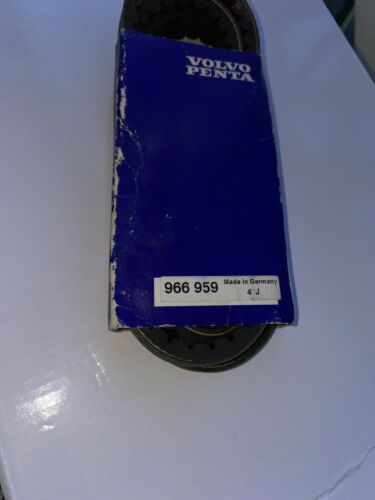 VOLVO
PENTA
966 959 Made in Germany
4 J